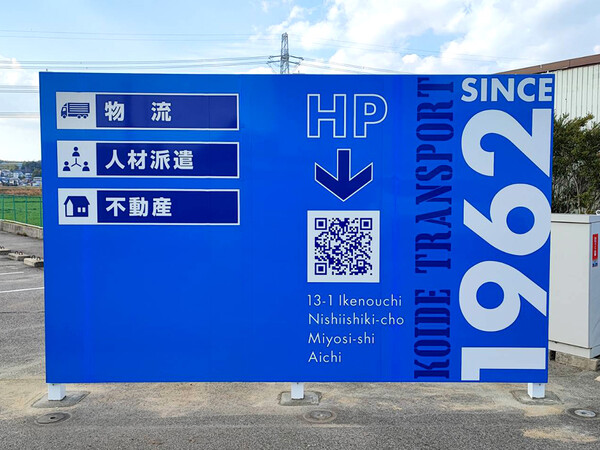 物流
人材派遣
不動産
HP
13-1 Ikenouchi
Nishiishiki-cho
Miyosi-shi
Aichi
KOIDE TRANSPORT
SINCE
1962